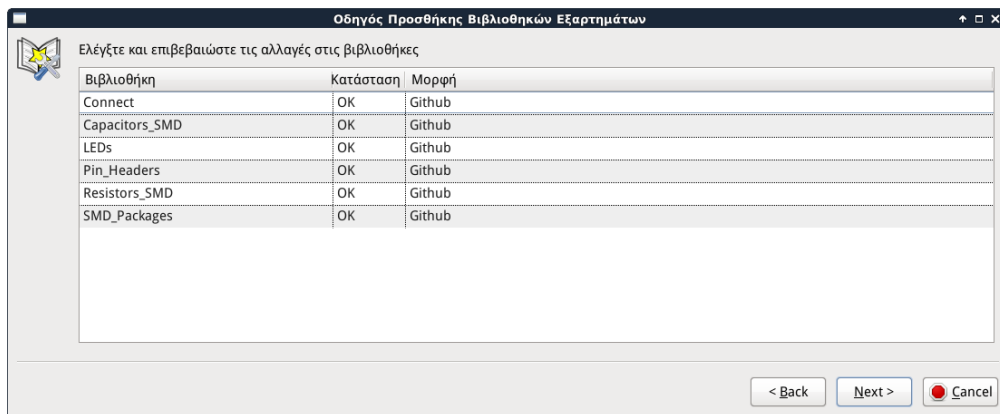 Οδηγός Προσθήκης Βιβλιοθηκών Εξαρτημάτων
Ελέγξτε και επιβεβαιώστε τις αλλαγές στις βιβλιοθήκες
Βιβλιοθήκη Κατάσταση Μορφή
Connect OK Github
Capacitors_SMD OK Github
LEDs OK Github
Pin_Headers OK Github
Resistors_SMD OK Github
SMD_Packages OK Github
< Back Next > Cancel